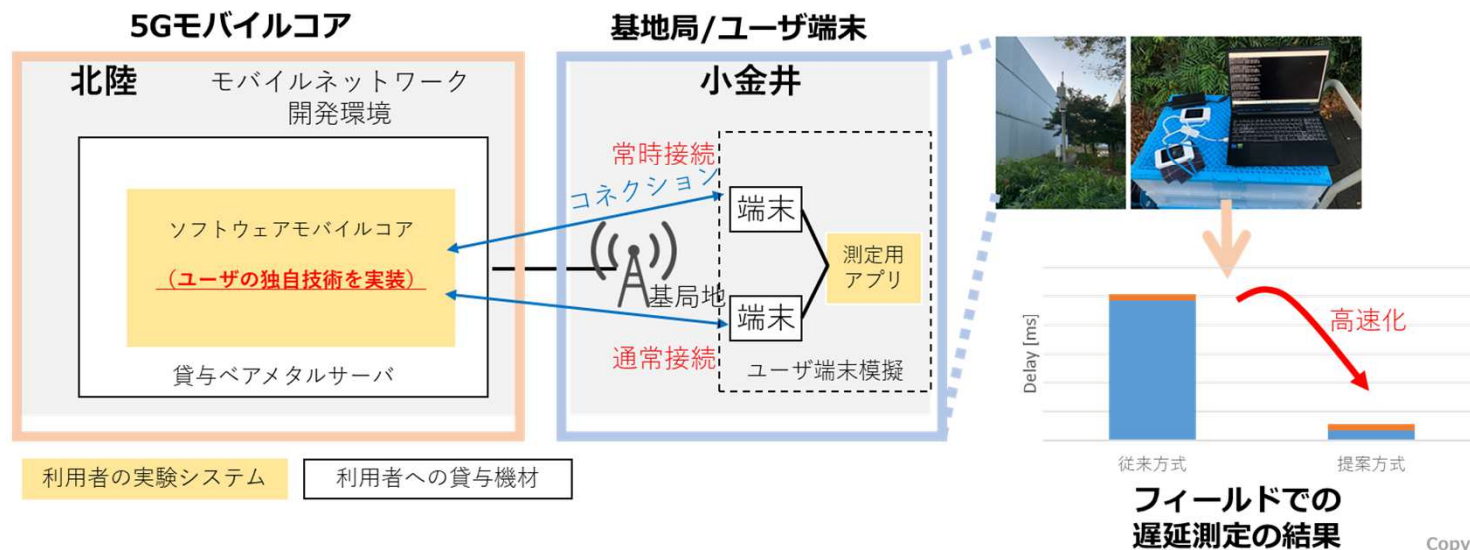 5Gモバイルコア
北陸
モバイルネットワーク
開発環境
ソフトウェアモバイルコア
（ユーザの独自技術を実装）
貸与ベアメタルサーバ
基地局/ユーザ端末
小金井
常時接続
コネクション
端末
測定用
アプリ
基局地
端末
通常接続
ユーザ端末模擬
利用者の実験システム
利用者への貸与機材
Delay [ms]
高速化
従来方式
提案方式
フィールドでの
遅延測定の結果
Copy